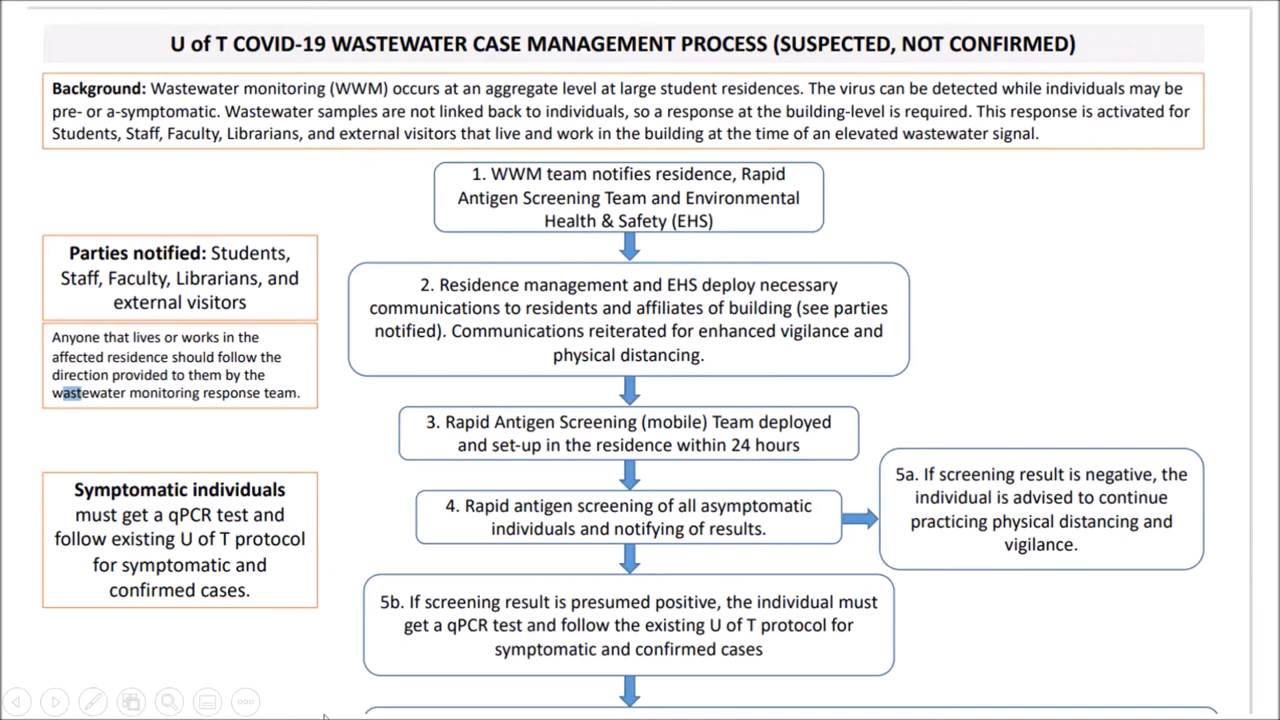 U of T COVID-19 WASTEWATER CASE MANAGEMENT PROCESS (SUSPECTED, NOT CONFIRMED)
Background: Wastewater monitoring (WWM) occurs at an aggregate level at large student residences. The virus can be detected while individuals may be
pre- or a-symptomatic. Wastewater samples are not linked back to individuals, so a response at the building-level is required. This response is activated for
Students, Staff, Faculty, Librarians, and external visitors that live and work in the building at the time of an elevated wastewater signal.
1. WWM team notifies residence, Rapid
Antigen Screening Team and Environmental
Health & Safety (EHS)
Parties notified: Students,
Staff, Faculty, Librarians, and
external visitors
Anyone that lives or works in the
affected residence should follow the
direction provided to them by the
wastewater monitoring response team.
2. Residence management and EHS deploy necessary
communications to residents and affiliates of building (see parties
notified). Communications reiterated for enhanced vigilance and
physical distancing.
3. Rapid Antigen Screening (mobile) Team deployed
and set-up in the residence within 24 hours
Symptomatic individuals
must get a qPCR test and
follow existing U of T protocol
for symptomatic and
confirmed cases.
4. Rapid antigen screening of all asymptomatic
individuals and notifying of results.
5a. If screening result is negative, the
individual is advised to continue
practicing physical distancing and
vigilance.
5b. If screening result is presumed positive, the individual must
get a qPCR test and follow the existing U of T protocol for
symptomatic and confirmed cases